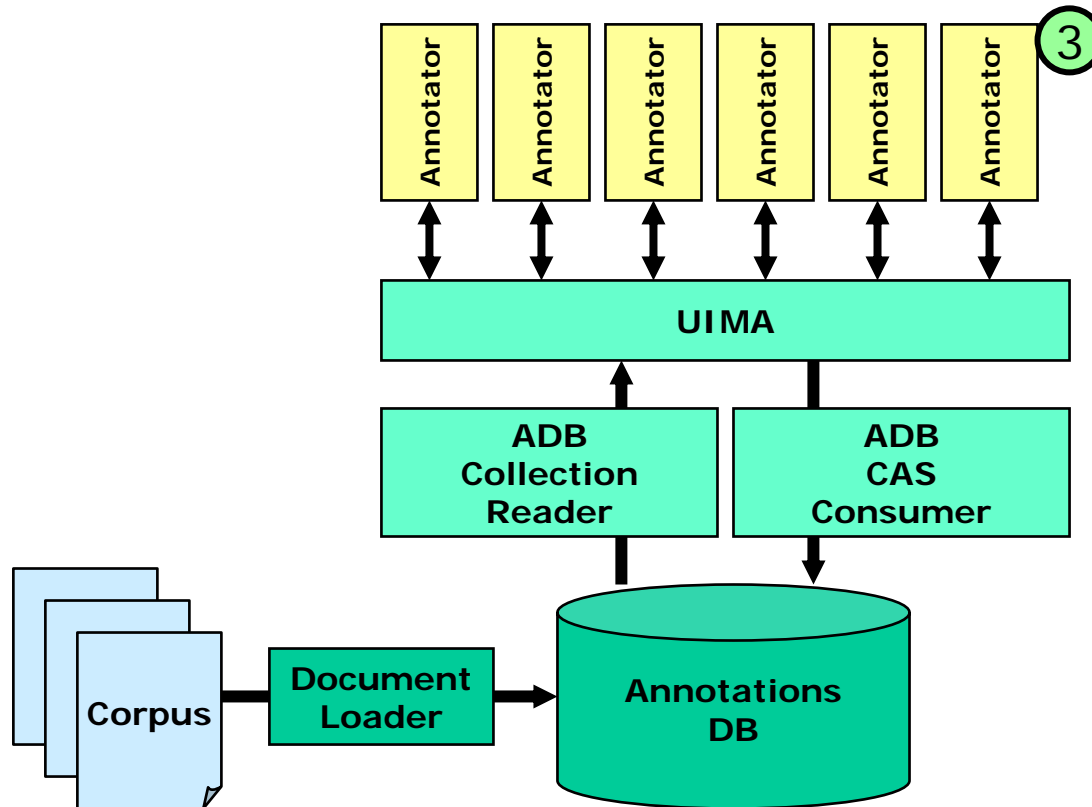 Annotator
Annotator
Annotator
Annotator
Annotator
Annotator
3
UIMA
ADB
Collection
Reader
ADB
CAS
Consumer
Corpus
Document
Loader
Annotations
DB